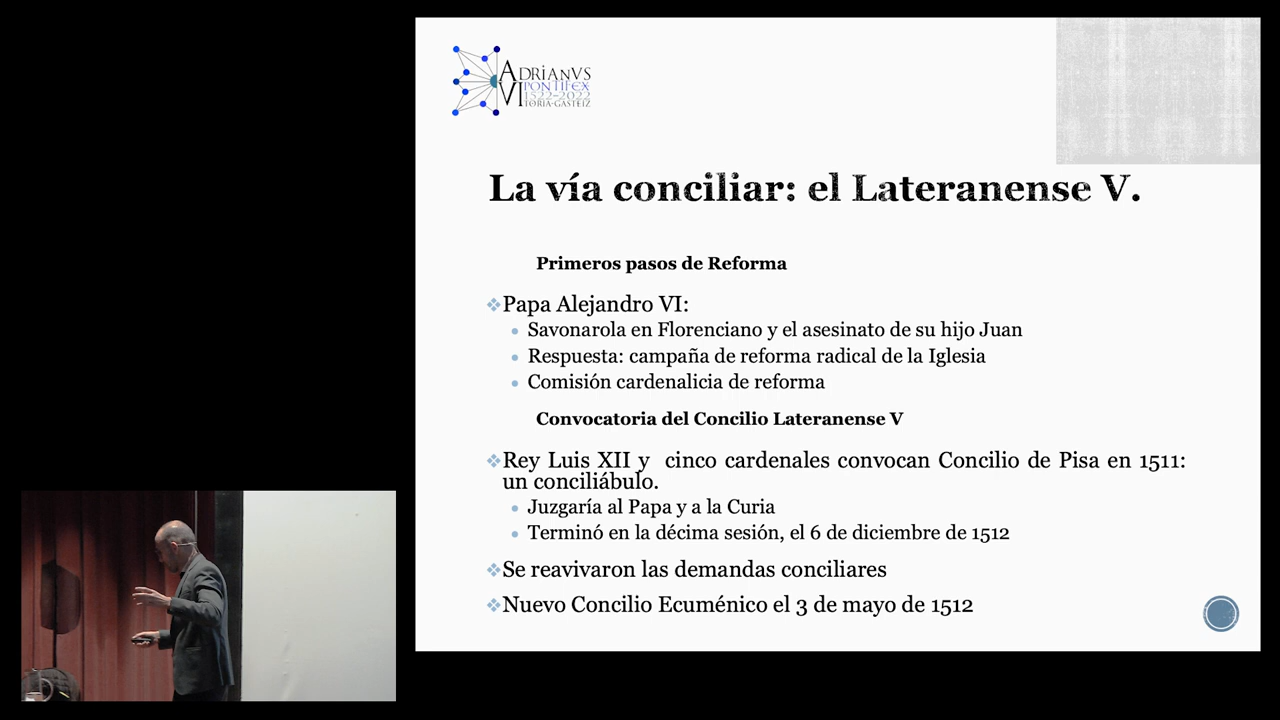 ADRIANVS
VI PONTIFEX
1522-2022
VITORIA-GASTEIZ
La vía conciliar: el Lateranense V.
Primeros pasos de Reforma
Papa Alejandro VI:
Savonarola en Florenciano y el asesinato de su hijo Juan
Respuesta: campaña de reforma radical de la Iglesia
Comisión cardenalicia de reforma
Convocatoria del Concilio Lateranense V
Rey Luis XII y cinco cardenales convocan Concilio de Pisa en 1511:
un conciliábulo.
Juzgaría al Papa y a la Curia
Terminó en la décima sesión, el 6 de diciembre de 1512
Se reavivaron las demandas conciliares
Nuevo Concilio Ecuménico el 3 de mayo de 1512